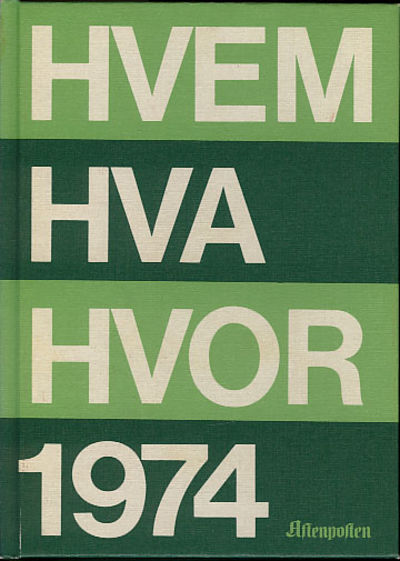 HVEM
HVA
HVOR
1974
Aftenposten